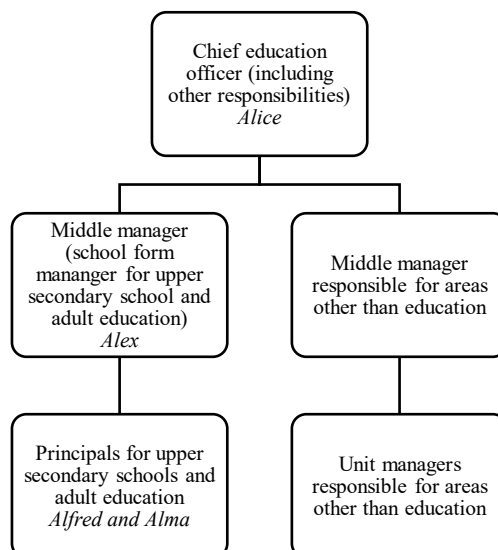 Chief education
officer (including
other responsibilities)
Alice
Middle manager
(school form
mananger for upper
secondary school and
adult education)
Alex
Middle manager
responsible for areas
other than education
Principals for upper
secondary schools and
adult education
Alfred and Alma
Unit managers
responsible for areas
other than education